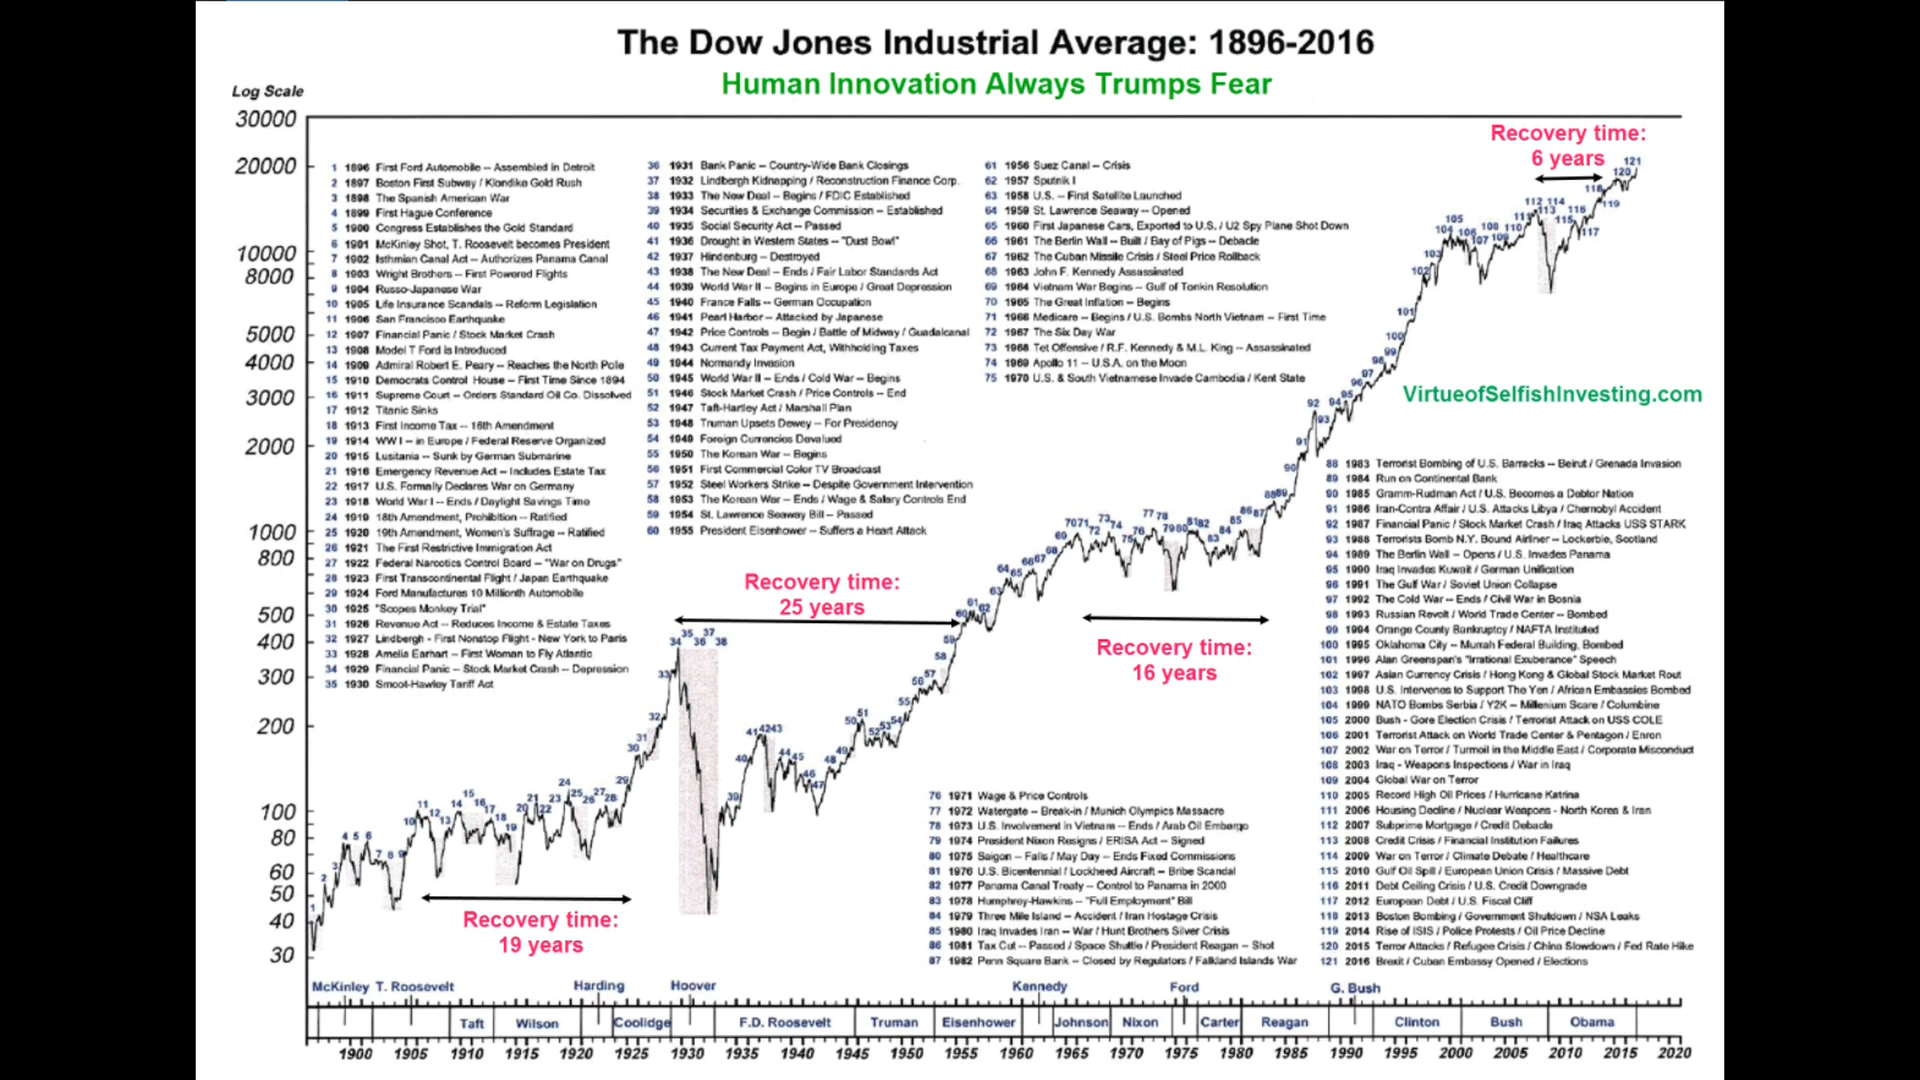 The Dow Jones Industrial Average: 1896-2016
Human Innovation Always Trumps Fear
Log Scale
30000
20000
10000
8000
5000
4000
3000
2000
1000
800
500
400
300
200
100
80
60
50
40
30
1 1896 First Ford Automobile -- Assembled in Detroit
2 1897 Boston First Subway / Klondike Gold Rush
3 1898 The Spanish American War
4 1899 First Hague Conference
5 1900 Congress Establishes the Gold Standard
6 1901 McKinley Shot, T. Roosevelt becomes President
7 1902 Isthmian Canal Act -- Authorizes Panama Canal
8 1903 Wright Brothers -- First Powered Flights
9 1904 Russo-Japanese War
10 1905 Life Insurance Scandals -- Reform Legislation
11 1906 San Francisco Earthquake
12 1907 Financial Panic / Stock Market Crash
13 1908 Model T Ford is Introduced
14 1909 Admiral Robert E. Peary -- Reaches the North Pole
15 1910 Democrats Control House -- First Time Since 1894
16 1911 Supreme Court -- Orders Standard Oil Co. Dissolved
17 1912 Titanic Sinks
18 1913 First Income Tax -- 16th Amendment
19 1914 WW I -- in Europe / Federal Reserve Organized
20 1915 Lusitania -- Sunk by German Submarine
21 1916 Emergency Revenue Act -- Includes Estate Tax
22 1917 U.S. Formally Declares War on Germany
23 1918 World War I -- Ends / Daylight Savings Time
24 1919 18th Amendment, Prohibition -- Ratified
25 1920 19th Amendment, Women's Suffrage -- Ratified
26 1921 The First Restrictive Immigration Act
27 1922 Federal Narcotics Control Board -- "War on Drugs"
28 1923 First Transcontinental Flight / Japan Earthquake
29 1924 Ford Manufactures 10 Millionth Automobile
30 1925 "Scopes Monkey Trial"
31 1926 Revenue Act -- Reduces Income & Estate Taxes
32 1927 Lindbergh - First Nonstop Flight - New York to Paris
33 1928 Amelia Earhart -- First Woman to Fly Atlantic
34 1929 Financial Panic -- Stock Market Crash -- Depression
35 1930 Smoot-Hawley Tariff Act
36 1931 Bank Panic -- Country-Wide Bank Closings
37 1932 Lindbergh Kidnapping / Reconstruction Finance Corp.
38 1933 The New Deal -- Begins / FDIC Established
39 1934 Securities & Exchange Commission -- Established
40 1935 Social Security Act -- Passed
41 1936 Drought in Western States -- "Dust Bowl"
42 1937 Hindenburg -- Destroyed
43 1938 The New Deal -- Ends / Fair Labor Standards Act
44 1939 World War II -- Begins in Europe / Great Depression
45 1940 France Falls -- German Occupation
46 1941 Pearl Harbor -- Attacked by Japanese
47 1942 Price Controls -- Begin / Battle of Midway / Guadalcanal
48 1943 Current Tax Payment Act, Withholding Taxes
49 1944 Normandy Invasion
50 1945 World War II -- Ends / Cold War -- Begins
51 1946 Stock Market Crash / Price Controls -- End
52 1947 Taft-Hartley Act / Marshall Plan
53 1948 Truman Upsets Dewey -- For Presidency
54 1949 Foreign Currencies Devalued
55 1950 The Korean War -- Begins
56 1951 First Commercial Color TV Broadcast
57 1952 Steel Workers Strike -- Despite Government Intervention
58 1953 The Korean War -- Ends / Wage & Salary Controls End
59 1954 St. Lawrence Seaway Bill -- Passed
60 1955 President Eisenhower -- Suffers a Heart Attack
61 1956 Suez Canal -- Crisis
62 1957 Sputnik I
63 1958 U.S. -- First Satellite Launched
64 1959 St. Lawrence Seaway -- Opened
65 1960 First Japanese Cars, Exported to U.S. / U2 Spy Plane Shot Down
66 1961 The Berlin Wall -- Built / Bay of Pigs -- Debacle
67 1962 The Cuban Missile Crisis / Steel Price Rollback
68 1963 John F. Kennedy Assassinated
69 1964 Vietnam War Begins -- Gulf of Tonkin Resolution
70 1965 The Great Inflation -- Begins
71 1966 Medicare -- Begins / U.S. Bombs North Vietnam -- First Time
72 1967 The Six Day War
73 1968 Tet Offensive / R.F. Kennedy & M.L. King -- Assassinated
74 1969 Apollo 11 -- U.S.A. on the Moon
75 1970 U.S. & South Vietnamese Invade Cambodia / Kent State
Recovery time:
6 years
VirtueofSelfishInvesting.com
88 1983 Terrorist Bombing of U.S. Barracks -- Beirut / Grenada Invasion
89 1984 Run on Continental Bank
90 1985 Gramm-Rudman Act / U.S. Becomes a Debtor Nation
91 1986 Iran-Contra Affair / U.S. Attacks Libya / Chernobyl Accident
92 1987 Financial Panic / Stock Market Crash / Iraq Attacks USS STARK
93 1988 Terrorists Bomb N.Y. Bound Airliner -- Lockerbie, Scotland
94 1989 The Berlin Wall -- Opens / U.S. Invades Panama
95 1990 Iraq Invades Kuwait / German Unification
96 1991 The Gulf War / Soviet Union Collapse
97 1992 The Cold War -- Ends / Civil War in Bosnia
98 1993 Russian Revolt / World Trade Center -- Bombed
99 1994 Orange County Bankruptcy / NAFTA Instituted
100 1995 Oklahoma City -- Murrah Federal Building, Bombed
101 1996 Alan Greenspan's "Irrational Exuberance" Speech
102 1997 Asian Currency Crisis / Hong Kong & Global Stock Market Rout
103 1998 U.S. Intervenes to Support The Yen / African Embassies Bombed
104 1999 NATO Bombs Serbia / Y2K -- Millenium Scare / Columbine
105 2000 Bush - Gore Election Crisis / Terrorist Attack on USS COLE
106 2001 Terrorist Attack on World Trade Center & Pentagon / Enron
107 2002 War on Terror / Turmoil in the Middle East / Corporate Misconduct
108 2003 Iraq - Weapons Inspections / War in Iraq
109 2004 Global War on Terror
110 2005 Record High Oil Prices / Hurricane Katrina
111 2006 Housing Decline / Nuclear Weapons - North Korea & Iran
112 2007 Subprime Mortgage / Credit Debacle
113 2008 Credit Crisis / Financial Institution Failures
114 2009 War on Terror / Climate Debate / Healthcare
115 2010 Gulf Oil Spill / European Union Crisis / Massive Debt
116 2011 Debt Ceiling Crisis / U.S. Credit Downgrade
117 2012 European Debt / U.S. Fiscal Cliff
118 2013 Boston Bombing / Government Shutdown / NSA Leaks
119 2014 Rise of ISIS / Police Protests / Oil Price Decline
120 2015 Terror Attacks / Refugee Crisis / China Slowdown / Fed Rate Hike
121 2016 Brexit / Cuban Embassy Opened / Elections
Recovery time:
25 years
Recovery time:
16 years
76 1971 Wage & Price Controls
77 1972 Watergate -- Break-in / Munich Olympics Massacre
78 1973 U.S. Involvement in Vietnam -- Ends / Arab Oil Embargo
79 1974 President Nixon Resigns / ERISA Act -- Signed
80 1975 Saigon -- Falls / May Day -- Ends Fixed Commissions
81 1976 U.S. Bicentennial / Lockheed Aircraft -- Bribe Scandal
82 1977 Panama Canal Treaty -- Control to Panama in 2000
83 1978 Humphrey-Hawkins -- "Full Employment" Bill
84 1979 Three Mile Island -- Accident / Iran Hostage Crisis
85 1980 Iraq Invades Iran -- War / Hunt Brothers Silver Crisis
86 1981 Tax Cut -- Passed / Space Shuttle / President Reagan -- Shot
87 1982 Penn Square Bank -- Closed by Regulators / Falkland Islands War
Recovery time:
19 years
McKinley T. Roosevelt Harding Hoover Kennedy Ford G. Bush
Taft Wilson Coolidge F.D. Roosevelt Truman Eisenhower Johnson Nixon Carter Reagan Clinton Bush Obama
1900 1905 1910 1915 1920 1925 1930 1935 1940 1945 1950 1955 1960 1965 1970 1975 1980 1985 1990 1995 2000 2005 2010 2015 2020